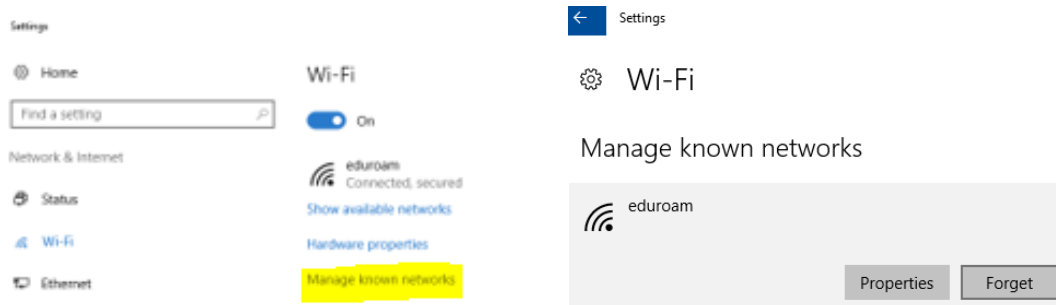 Settings
Home
Find a setting
Network & Internet
Status
Wi-Fi
Ethernet
Wi-Fi
On
eduroam
Connected, secured
Show available networks
Hardware properties
Manage known networks
Settings
Wi-Fi
Manage known networks
eduroam
Properties Forget